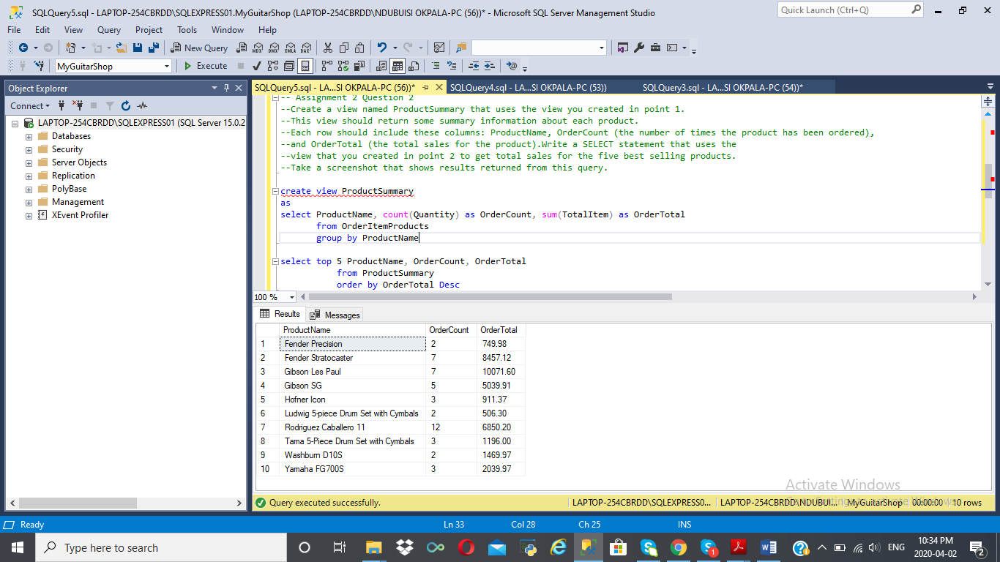 SQLQuery5.sql - LAPTOP-254CBRDD\SQLEXPRESS01.MyGuitarShop (LAPTOP-254CBRDD\NDUBUISI OKPALA-PC (56))* - Microsoft SQL Server Management Studio
Quick Launch (Ctrl+Q)
File Edit View Query Project Tools Window Help
New Query MDX DMX XMLA DAX
MyGuitarShop Execute
Object Explorer
SQLQuery5.sql - LA...SI OKPALA-PC (56))* SQLQuery4.sql - LA...SI OKPALA-PC (53)) SQLQuery3.sql - LA...SI OKPALA-PC (54))*
Connect
LAPTOP-254CBRDD\SQLEXPRESS01 (SQL Server 15.0.2
Databases
Security
Server Objects
Replication
PolyBase
Management
XEvent Profiler
-- Assignment 2 Question 2
--Create a view named ProductSummary that uses the view you created in point 1.
--This view should return some summary information about each product.
--Each row should include these columns: ProductName, OrderCount (the number of times the product has been ordered),
--and OrderTotal (the total sales for the product).Write a SELECT statement that uses the
--view that you created in point 2 to get total sales for the five best selling products.
--Take a screenshot that shows results returned from this query.
create view ProductSummary
as
select ProductName, count(Quantity) as OrderCount, sum(TotalItem) as OrderTotal
from OrderItemProducts
group by ProductName
select top 5 ProductName, OrderCount, OrderTotal
from ProductSummary
order by OrderTotal Desc
100 %
Results Messages
ProductName OrderCount OrderTotal
1 Fender Precision 2 749.98
2 Fender Stratocaster 7 8457.12
3 Gibson Les Paul 7 10071.60
4 Gibson SG 5 5039.91
5 Hofner Icon 3 911.37
6 Ludwig 5-piece Drum Set with Cymbals 2 506.30
7 Rodriguez Caballero 11 12 6850.20
8 Tama 5-Piece Drum Set with Cymbals 3 1196.00
9 Washburn D10S 2 1469.97
10 Yamaha FG700S 3 2039.97
Activate Windows
Query executed successfully. LAPTOP-254CBRDD\SQLEXPRESS0... LAPTOP-254CBRDD\NDUBUI... MyGuitarShop 00:00:00 10 rows
Ready Ln 33 Col 28 Ch 25 INS
Type here to search
ENG
10:34 PM
2020-04-02
1
2